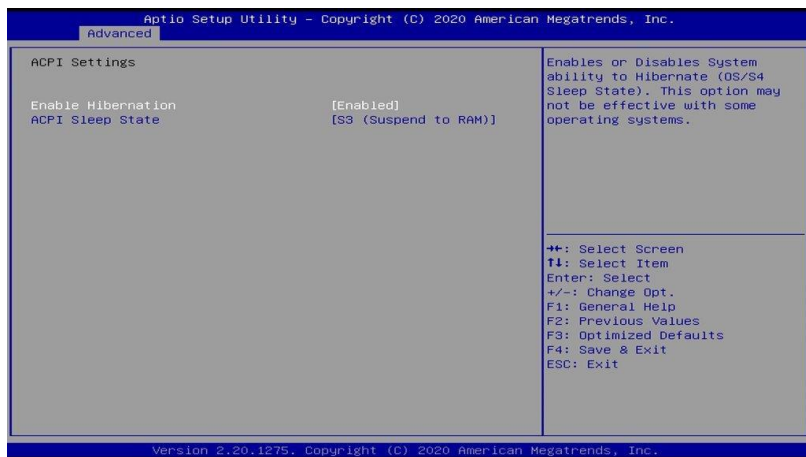 Aptio Setup Utility – Copyright (C) 2020 American Megatrends, Inc.
Advanced
ACPI Settings
Enable Hibernation [Enabled]
ACPI Sleep State [S3 (Suspend to RAM)]
Enables or Disables System
ability to Hibernate (OS/S4
Sleep State). This option may
not be effective with some
operating systems.
→←: Select Screen
↑↓: Select Item
Enter: Select
+/-: Change Opt.
F1: General Help
F2: Previous Values
F3: Optimized Defaults
F4: Save & Exit
ESC: Exit
Version 2.20.1275. Copyright (C) 2020 American Megatrends, Inc.